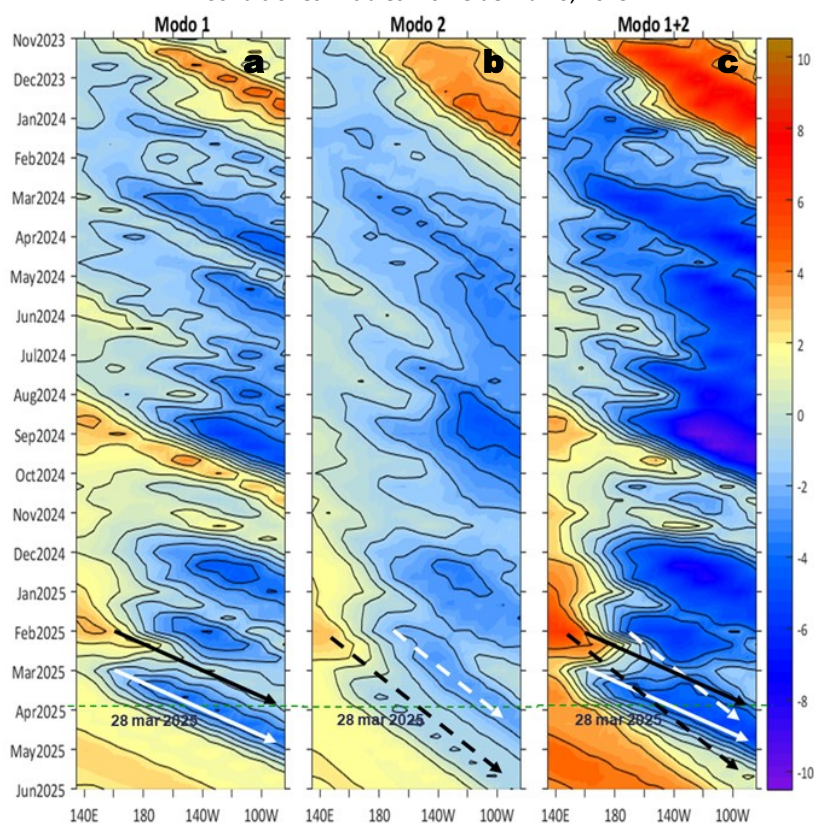 Modo 1 Modo 2 Modo 1+2
a b c
Nov2023
Dec2023
Jan2024
Feb2024
Mar2024
Apr2024
May2024
Jun2024
Jul2024
Aug2024
Sep2024
Oct2024
Nov2024
Dec2024
Jan2025
Feb2025
Mar2025
Apr2025
May2025
Jun2025
28 mar 2025 28 mar 2025 28 mar 2025
140E 180 140W 100W 140E 180 140W 100W 140E 180 140W 100W
10
8
6
4
2
0
-2
-4
-6
-8
-10